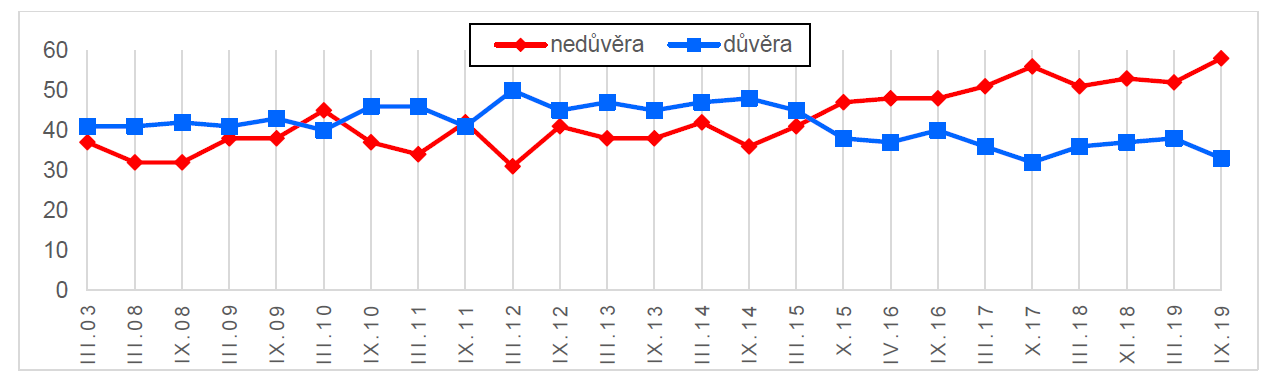 nedůvěra důvěra
60
50
40
30
20
10
0
III.03
III.08
IX.08
III.09
IX.09
III.10
IX.10
III.11
IX.11
III.12
IX.12
III.13
IX.13
III.14
IX.14
III.15
X.15
IV.16
IX.16
III.17
X.17
III.18
XI.18
III.19
IX.19